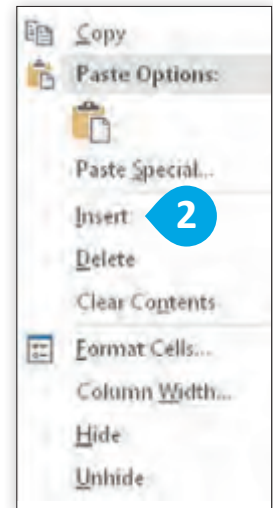 Copy
Paste Options:
Paste Special...
Insert 2
Delete
Clear Contents
Format Cells...
Column Width...
Hide
Unhide